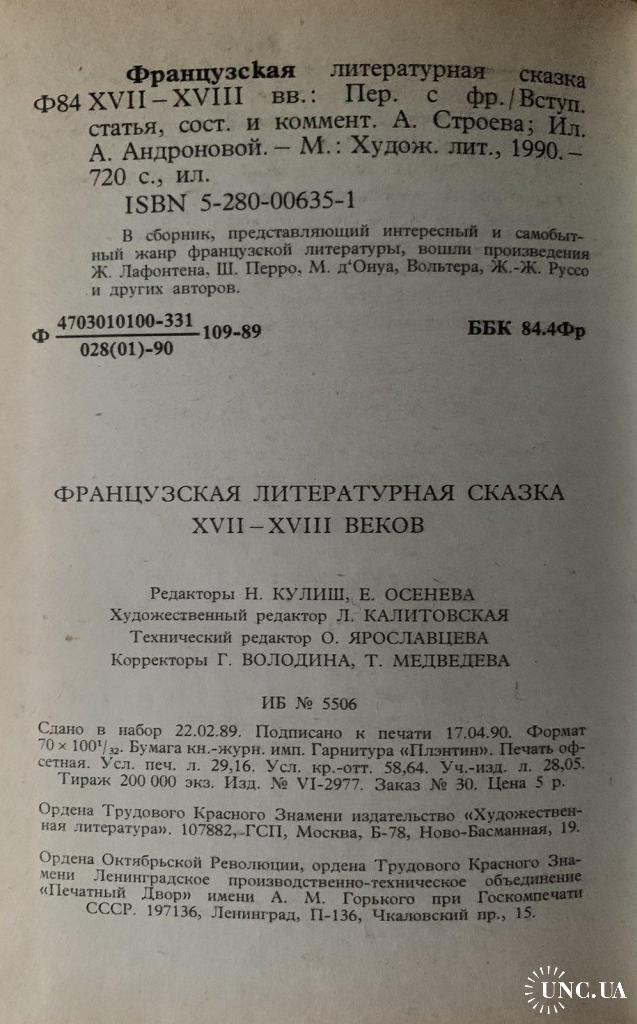 Французская литературная сказка
Ф84 XVII – XVIII вв.: Пер. с фр./Вступ.
статья, сост. и коммент. А. Строева; Ил.
А. Андроновой. – М.: Худож. лит., 1990. –
720 с., ил.
ISBN 5-280-00635-1
В сборник, представляющий интересный и самобыт-
ный жанр французской литературы, вошли произведения
Ж. Лафонтена, Ш. Перро, М. д'Онуа, Вольтера, Ж.-Ж. Руссо
и других авторов.
Ф 4703010100-331
028(01)-90 109-89 ББК 84.4Фр
ФРАНЦУЗСКАЯ ЛИТЕРАТУРНАЯ СКАЗКА
XVII – XVIII ВЕКОВ
Редакторы Н. КУЛИШ, Е. ОСЕНЕВА
Художественный редактор Л. КАЛИТОВСКАЯ
Технический редактор О. ЯРОСЛАВЦЕВА
Корректоры Г. ВОЛОДИНА, Т. МЕДВЕДЕВА
ИБ № 5506
Сдано в набор 22.02.89. Подписано к печати 17.04.90. Формат
70 × 100¹/₃₂. Бумага кн.-журн. имп. Гарнитура «Плэнтин». Печать оф-
сетная. Усл. печ. л. 29,16. Усл. кр.-отт. 58,64. Уч.-изд. л. 28,05.
Тираж 200 000 экз. Изд. № VI-2977. Заказ № 30. Цена 5 р.
Ордена Трудового Красного Знамени издательство «Художествен-
ная литература». 107882, ГСП, Москва, Б-78, Ново-Басманная, 19.
Ордена Октябрьской Революции, ордена Трудового Красного Зна-
мени Ленинградское производственно-техническое объединение
«Печатный Двор» имени А. М. Горького при Госкомпечати
СССР. 197136, Ленинград, П-136, Чкаловский пр., 15.
UNC.UA